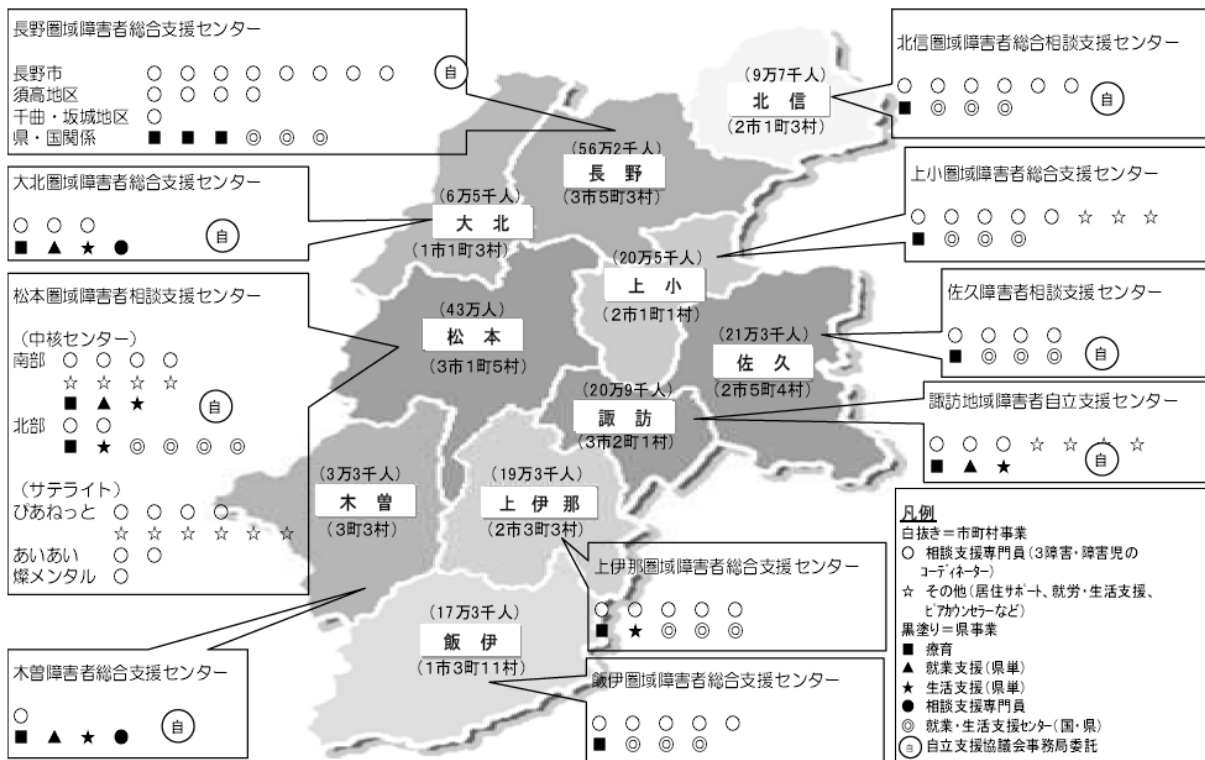 長野圏域障害者総合支援センター
長野市 ○ ○ ○ ○ ○ ○ ○ ○
須高地区 ○ ○ ○ ○
千曲・坂城地区 ○
県・国関係 ■ ■ ■ ◎ ◎ ◎
自
大北圏域障害者総合支援センター
○ ○ ○
■ ▲ ★ ●
自
松本圏域障害者相談支援センター
(中核センター)
南部 ○ ○ ○ ○
☆ ☆ ☆ ☆
■ ▲ ★
自
北部 ○ ○
■ ★ ◎ ◎ ◎ ◎
(サテライト)
ぴあねっと ○ ○ ○ ○
☆ ☆ ☆ ☆ ☆ ☆
あいあい ○ ○
燦メンタル ○
木曽障害者総合支援センター
○
■ ▲ ★ ●
自
(9万7千人)
北信
(2市1町3村)
(56万2千人)
長野
(3市5町3村)
(6万5千人)
大北
(1市1町3村)
(20万5千人)
上小
(2市1町1村)
(43万人)
松本
(3市1町5村)
(21万3千人)
佐久
(2市5町4村)
(20万9千人)
諏訪
(3市2町1村)
(3万3千人)
木曽
(3町3村)
(19万3千人)
上伊那
(2市3町3村)
(17万3千人)
飯伊
(1市3町11村)
北信圏域障害者総合相談支援センター
○ ○ ○ ○ ○ ○
■ ◎ ◎ ◎
自
上小圏域障害者総合支援センター
○ ○ ○ ○ ○ ☆ ☆ ☆
■ ◎ ◎ ◎
佐久障害者相談支援センター
○ ○ ○ ○
■ ◎ ◎ ◎
自
諏訪地域障害者自立支援センター
○ ○ ○ ☆ ☆ ☆ ☆
■ ▲ ★
自
上伊那圏域障害者総合支援センター
○ ○ ○ ○ ○
■ ★ ◎ ◎ ◎
飯伊圏域障害者総合支援センター
○ ○ ○ ○ ○
■ ◎ ◎ ◎
凡例
白抜き=市町村事業
○ 相談支援専門員(3障害・障害児の
コーディネーター)
☆ その他(居住サポート、就労・生活支援、
ピアカウンセラーなど)
黒塗り=県事業
■ 療育
▲ 就業支援(県単)
★ 生活支援(県単)
● 相談支援専門員
◎ 就業・生活支援センター(国・県)
自 自立支援協議会事務局委託